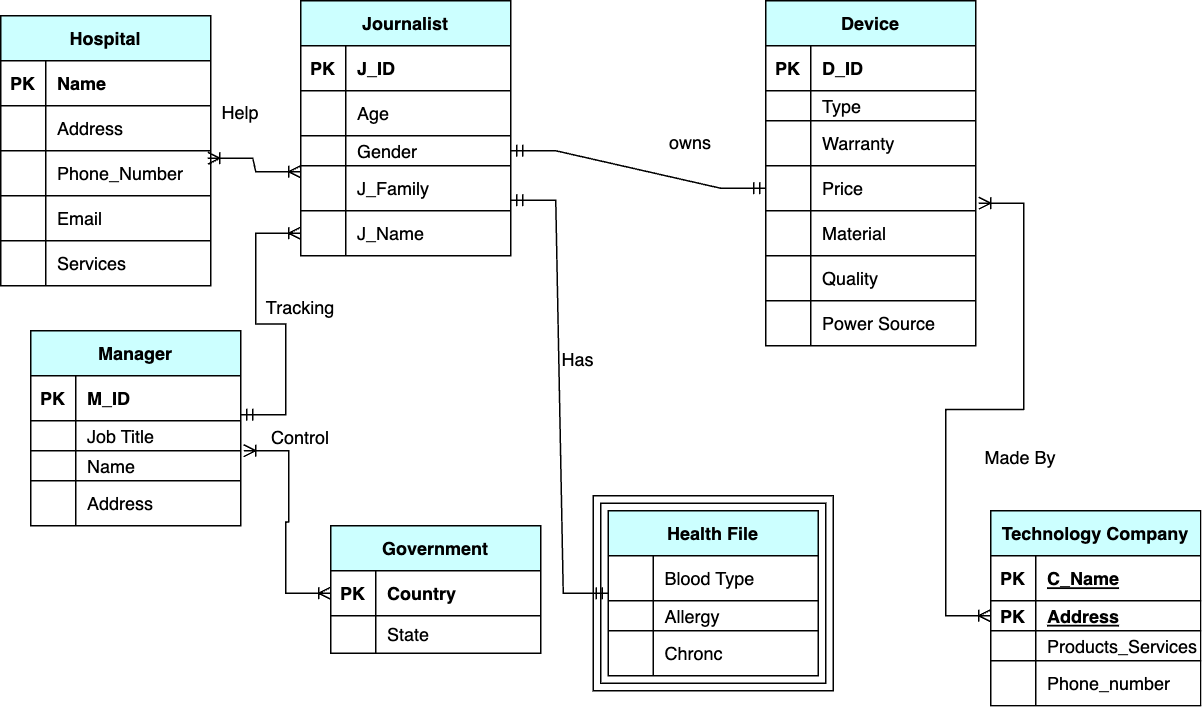 Hospital
PK Name
Address
Phone_Number
Email
Services
Help
Journalist
PK J_ID
Age
Gender
J_Family
J_Name
owns
Device
PK D_ID
Type
Warranty
Price
Material
Quality
Power Source
Tracking
Has
Manager
PK M_ID
Job Title
Name
Address
Control
Made By
Government
PK Country
State
Health File
Blood Type
Allergy
Chronc
Technology Company
PK C_Name
PK Address
Products_Services
Phone_number